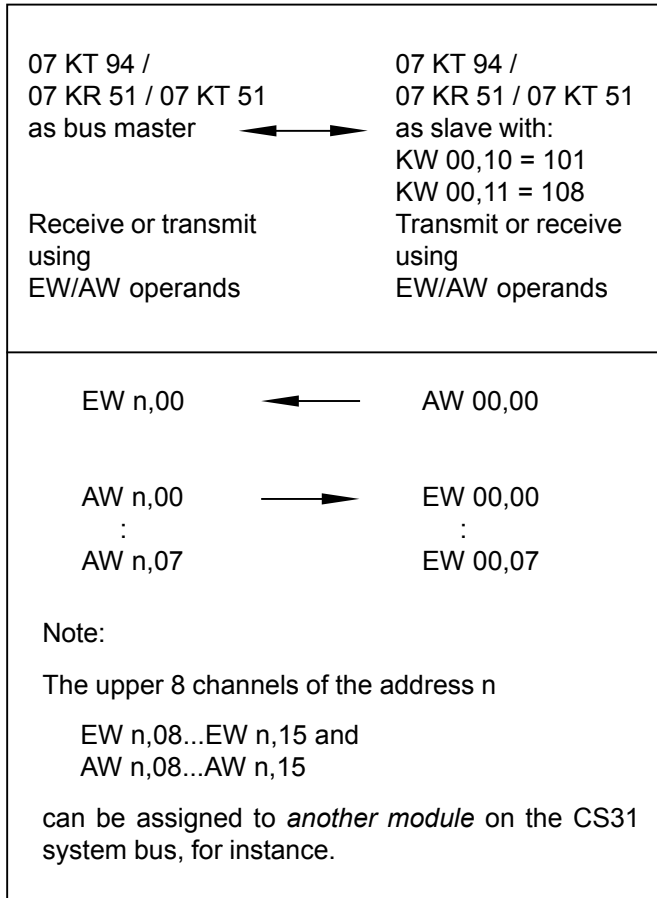 07 KT 94 /
07 KR 51 / 07 KT 51
as bus master
Receive or transmit
using
EW/AW operands
07 KT 94 /
07 KR 51 / 07 KT 51
as slave with:
KW 00,10 = 101
KW 00,11 = 108
Transmit or receive
using
EW/AW operands
EW n,00 AW 00,00
AW n,00 EW 00,00
: :
AW n,07 EW 00,07
Note:
The upper 8 channels of the address n
EW n,08...EW n,15 and
AW n,08...AW n,15
can be assigned to another module on the CS31
system bus, for instance.